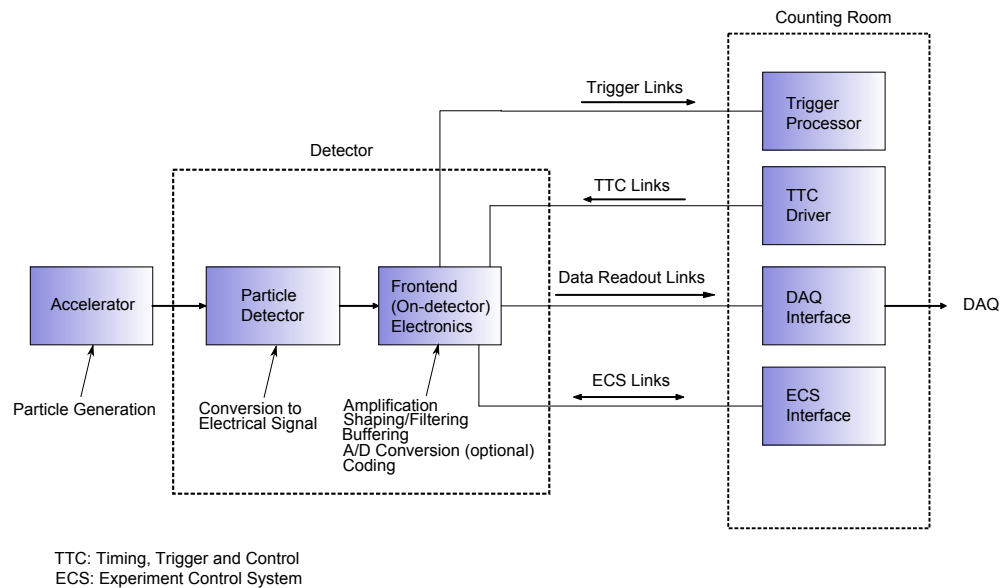 Counting Room
Trigger Links
Trigger
Processor
Detector
TTC Links
TTC
Driver
Accelerator
Particle
Detector
Frontend
(On-detector)
Electronics
Data Readout Links
DAQ
Interface
DAQ
Particle Generation
Conversion to
Electrical Signal
Amplification
Shaping/Filtering
Buffering
A/D Conversion (optional)
Coding
ECS Links
ECS
Interface
TTC: Timing, Trigger and Control
ECS: Experiment Control System